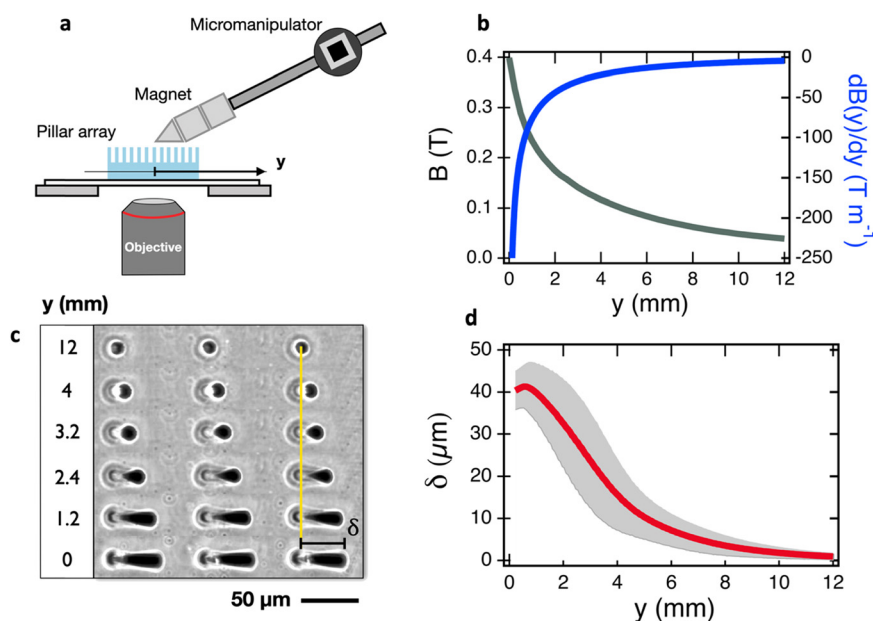 a
Micromanipulator
Magnet
Pillar array
y
Objective
b
0.4
0.3
0.2
0.1
0.0
B (T)
0
2
4
6
8
10
12
y (mm)
0
-50
-100
-150
-200
-250
dB(y)/dy (T m⁻¹)
y (mm)
c
12
4
3.2
2.4
1.2
0
δ
50 µm
d
50
40
30
20
10
0
δ (µm)
0
2
4
6
8
10
12
y (mm)